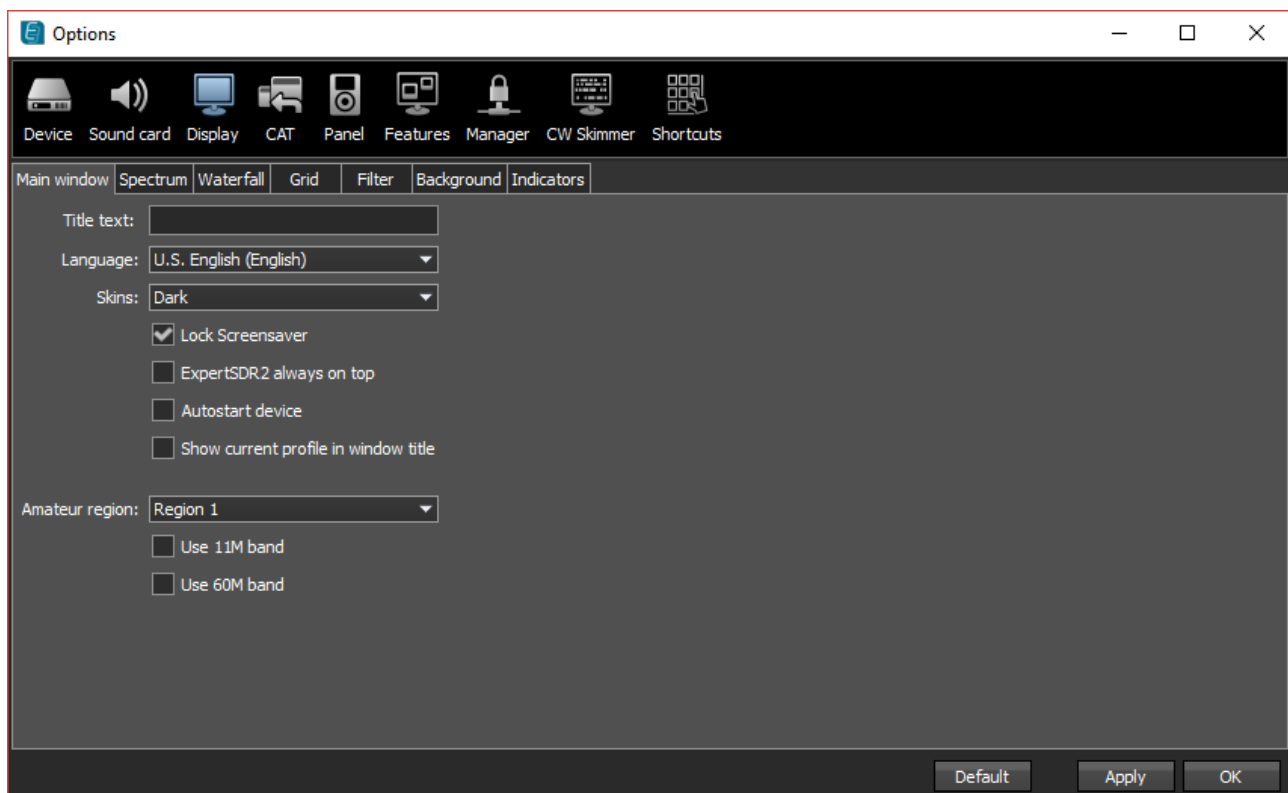 Options
Device Sound card Display CAT Panel Features Manager CW Skimmer Shortcuts
Main window Spectrum Waterfall Grid Filter Background Indicators
Title text:
Language: U.S. English (English)
Skins: Dark
Lock Screensaver
ExpertSDR2 always on top
Autostart device
Show current profile in window title
Amateur region: Region 1
Use 11M band
Use 60M band
Default Apply OK